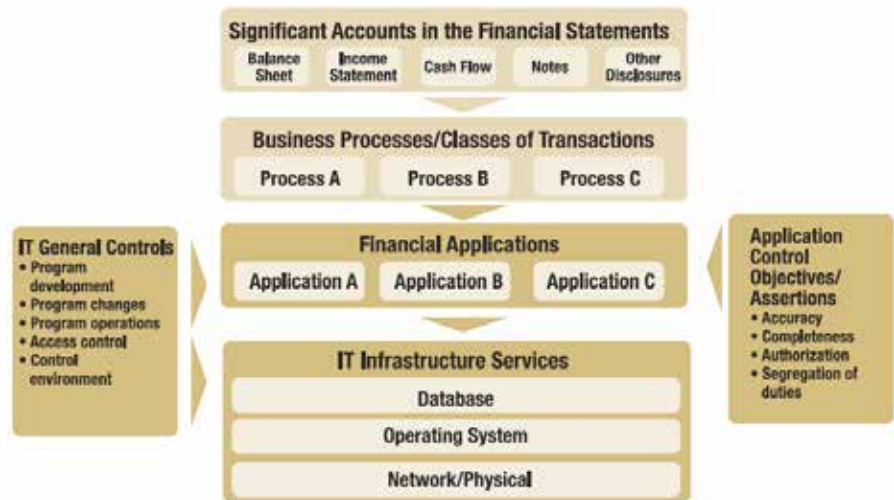 Significant Accounts in the Financial Statements
Balance
Sheet
Income
Statement
Cash Flow
Notes
Other
Disclosures
Business Processes/Classes of Transactions
Process A
Process B
Process C
IT General Controls
• Program
development
• Program changes
• Program operations
• Access control
• Control
environment
Financial Applications
Application A
Application B
Application C
Application
Control
Objectives/
Assertions
• Accuracy
• Completeness
• Authorization
• Segregation of
duties
IT Infrastructure Services
Database
Operating System
Network/Physical